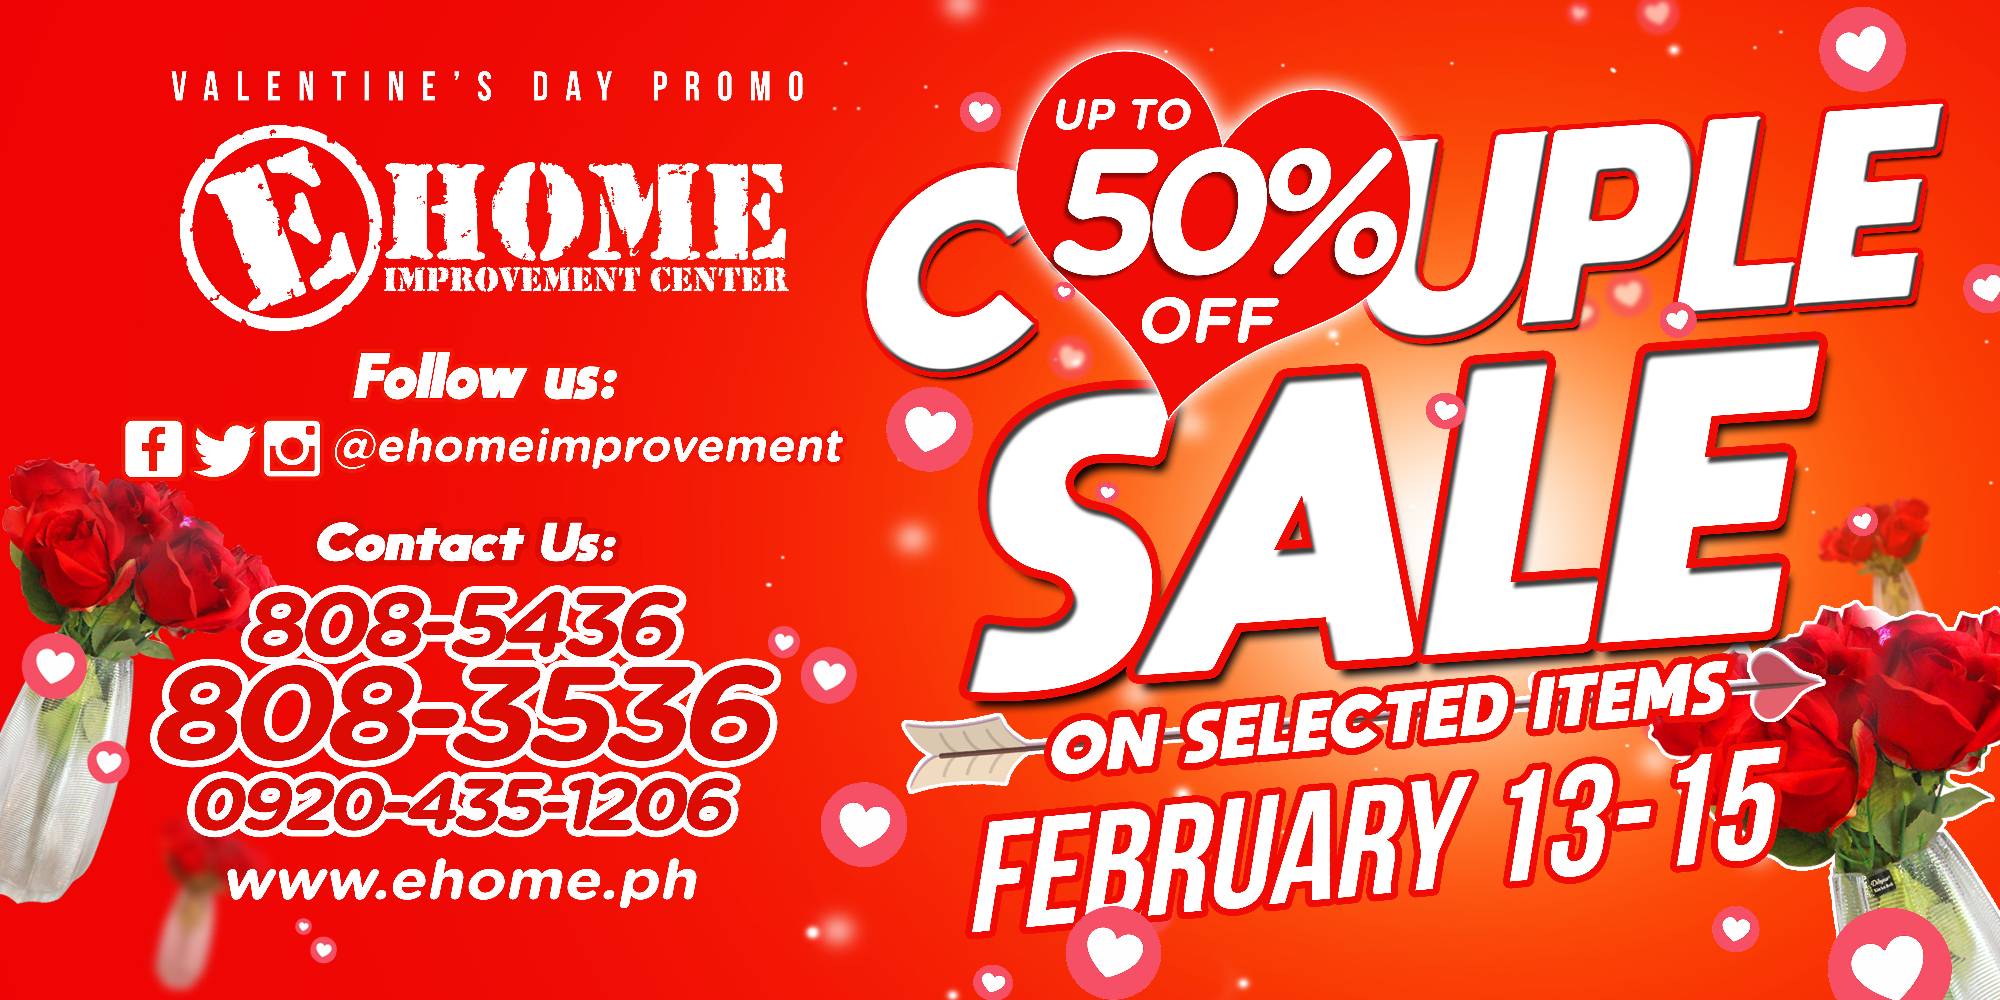 VALENTINE'S DAY PROMO
E HOME
IMPROVEMENT CENTER
Follow us:
@ehomeimprovement
Contact Us:
808-5436
808-3536
0920-435-1206
www.ehome.ph
UP TO
50%
OFF
C UPLE
SALE
ON SELECTED ITEMS
FEBRUARY 13-15